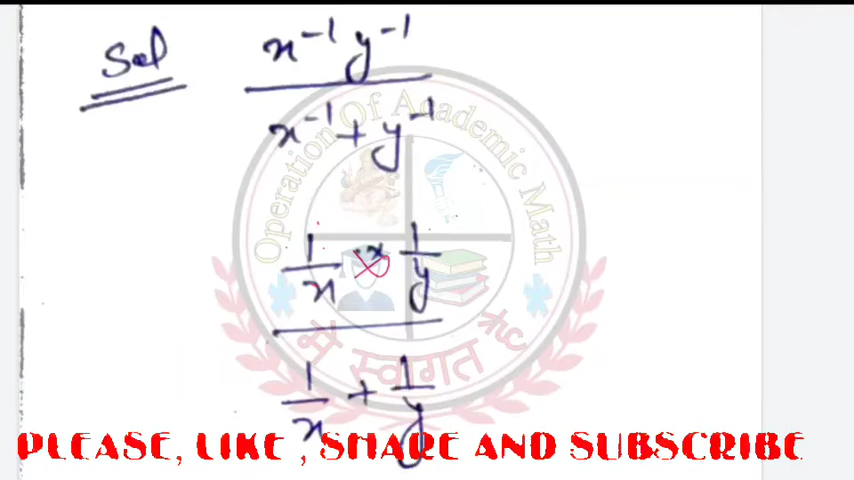 Sol x⁻¹ y⁻¹
x⁻¹ + y⁻¹
Operation Of Academic Math
1/x × 1/y
1/x + 1/y
में स्वागत
PLEASE, LIKE , SHARE AND SUBSCRIBE